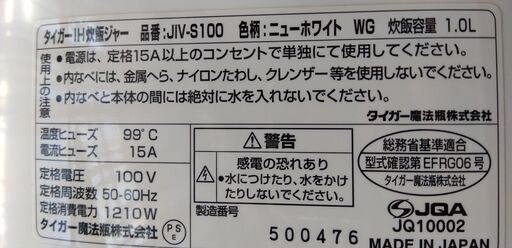 タイガーIH炊飯ジャー 品番:JIV-S100 色柄:ニューホワイト WG 炊飯容量 1.0L
使用上の注意
●電源は、定格15A以上のコンセントで単独にて使用してください。
●内なべには、金属へら、ナイロンたわし、クレンザー等を使用しないでください。
●内なべと本体の間には絶対に水を入れないでください。
タイガー魔法瓶株式会社
温度ヒューズ 99°C
電流ヒューズ 15A
定格電圧 100V
定格周波数 50-60Hz
定格消費電力 1210W
タイガー魔法瓶株式会社
PS
E
警告
感電の恐れあり
●水につけたり、水をかけ
たりしないでください。
製造番号
500476
総務省基準適合
型式確認第EFRG06号
タイガー魔法瓶株式会社
JQA
JQ10002
MADE IN JAPAN